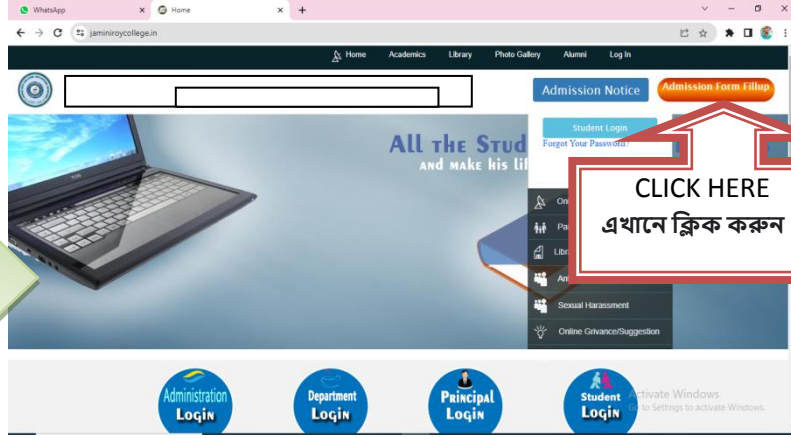 WhatsApp
Home
jaminiroycollege.in
Home Academics Library Photo Gallery Alumni Log In
Admission Notice
Admission Form Fillup
Student Login
Forgot Your Password?
All the Stud
and make his lif
CLICK HERE
এখানে ক্লিক করুন
Sexual Harassment
Online Grivance/Suggestion
Administration
Login
Department
Login
Principal
Login
Student
Login
Activate Windows
Go to Settings to activate Windows.